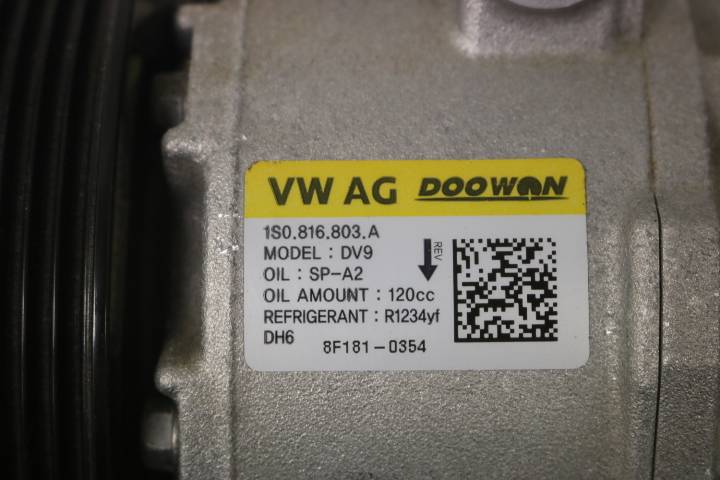 VW AG DOOWON
1S0.816.803.A
MODEL : DV9
REV
OIL : SP-A2
OIL AMOUNT : 120cc
REFRIGERANT : R1234yf
DH6
8F181-0354